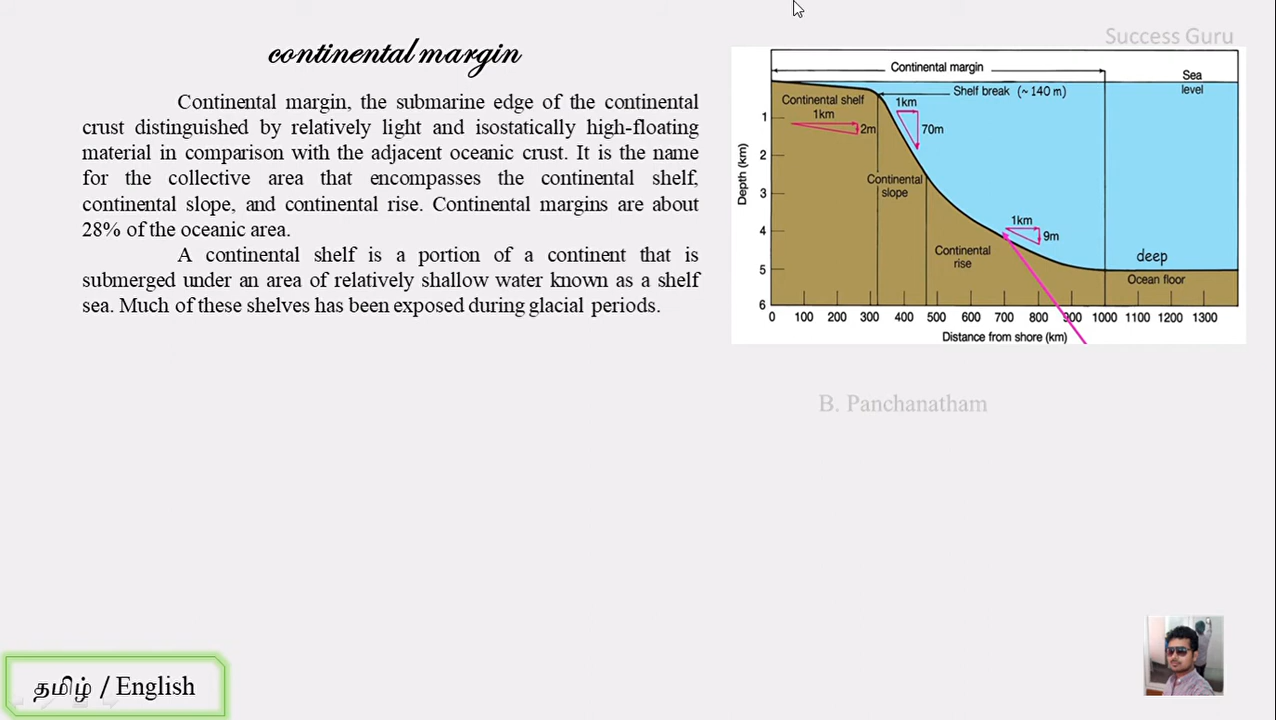 continental margin
Success Guru
Continental margin, the submarine edge of the continental
crust distinguished by relatively light and isostatically high-floating
material in comparison with the adjacent oceanic crust. It is the name
for the collective area that encompasses the continental shelf,
continental slope, and continental rise. Continental margins are about
28% of the oceanic area.
A continental shelf is a portion of a continent that is
submerged under an area of relatively shallow water known as a shelf
sea. Much of these shelves has been exposed during glacial periods.
Continental margin
Sea
level
Shelf break (~ 140 m)
Continental shelf
1km
2m
1km
70m
Continental
slope
1km
9m
Continental
rise
deep
Ocean floor
Depth (km)
1
2
3
4
5
6
0 100 200 300 400 500 600 700 800 900 1000 1100 1200 1300
Distance from shore (km)
B. Panchanatham
தமிழ் / English